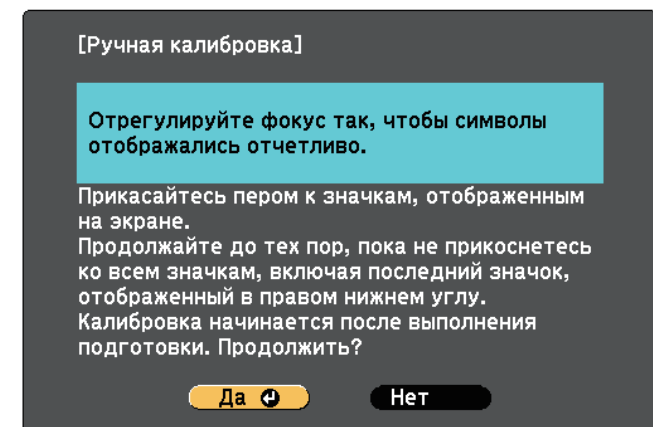 [Ручная калибровка]
Отрегулируйте фокус так, чтобы символы
отображались отчетливо.
Прикасайтесь пером к значкам, отображенным
на экране.
Продолжайте до тех пор, пока не прикоснетесь
ко всем значкам, включая последний значок,
отображенный в правом нижнем углу.
Калибровка начинается после выполнения
подготовки. Продолжить?
Да Нет